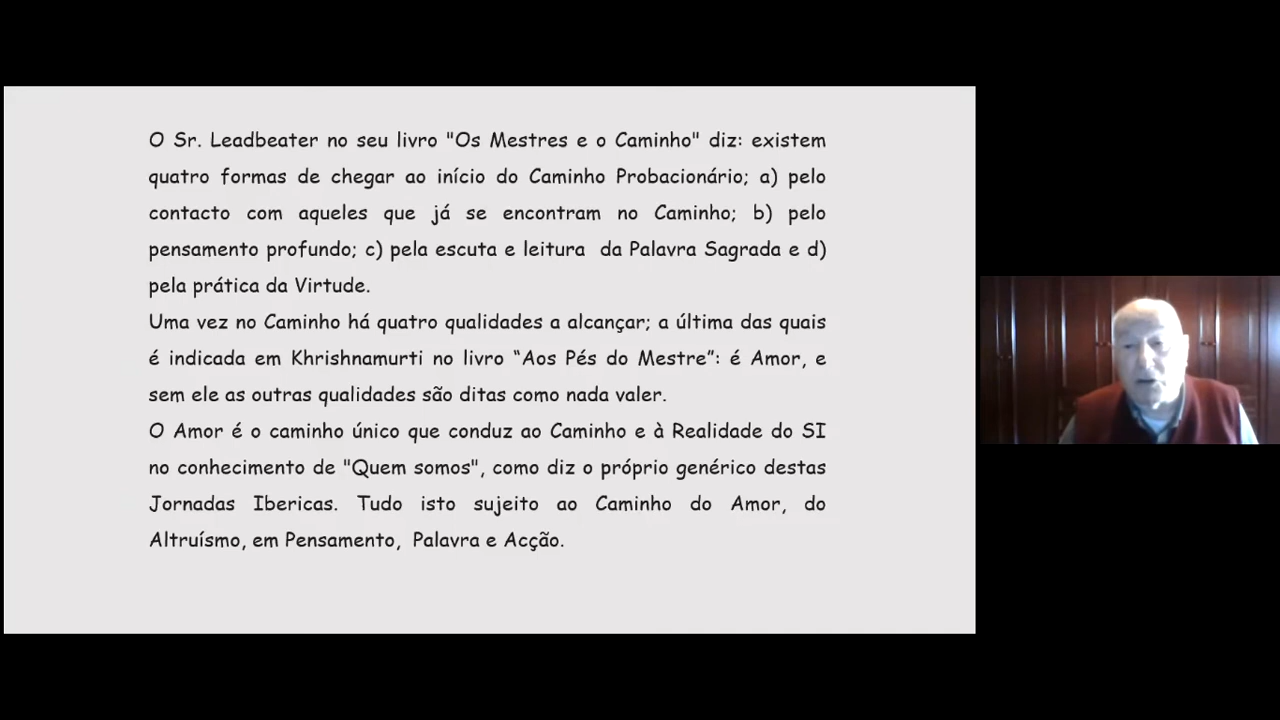 O Sr. Leadbeater no seu livro "Os Mestres e o Caminho" diz: existem
quatro formas de chegar ao início do Caminho Probacionário; a) pelo
contacto com aqueles que já se encontram no Caminho; b) pelo
pensamento profundo; c) pela escuta e leitura da Palavra Sagrada e d)
pela prática da Virtude.
Uma vez no Caminho há quatro qualidades a alcançar; a última das quais
é indicada em Khrishnamurti no livro “Aos Pés do Mestre”: é Amor, e
sem ele as outras qualidades são ditas como nada valer.
O Amor é o caminho único que conduz ao Caminho e à Realidade do SI
no conhecimento de "Quem somos", como diz o próprio genérico destas
Jornadas Ibericas. Tudo isto sujeito ao Caminho do Amor, do
Altruísmo, em Pensamento, Palavra e Acção.